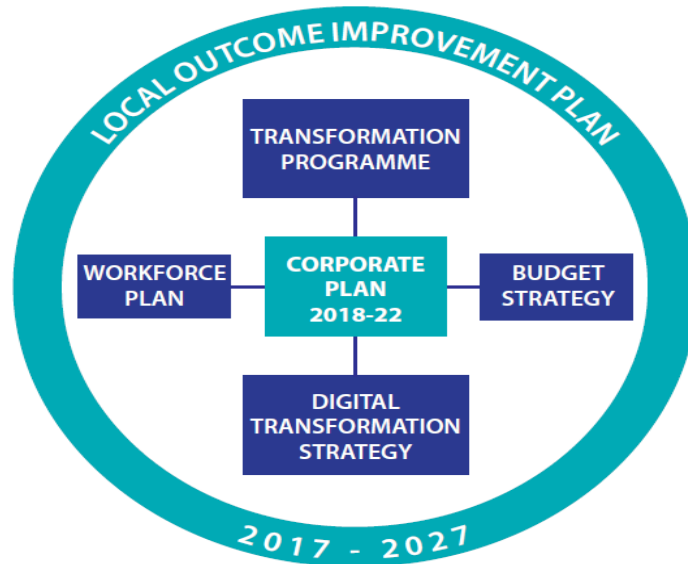 LOCAL OUTCOME IMPROVEMENT PLAN
TRANSFORMATION
PROGRAMME
WORKFORCE
PLAN
CORPORATE
PLAN
2018-22
BUDGET
STRATEGY
DIGITAL
TRANSFORMATION
STRATEGY
2017 - 2027